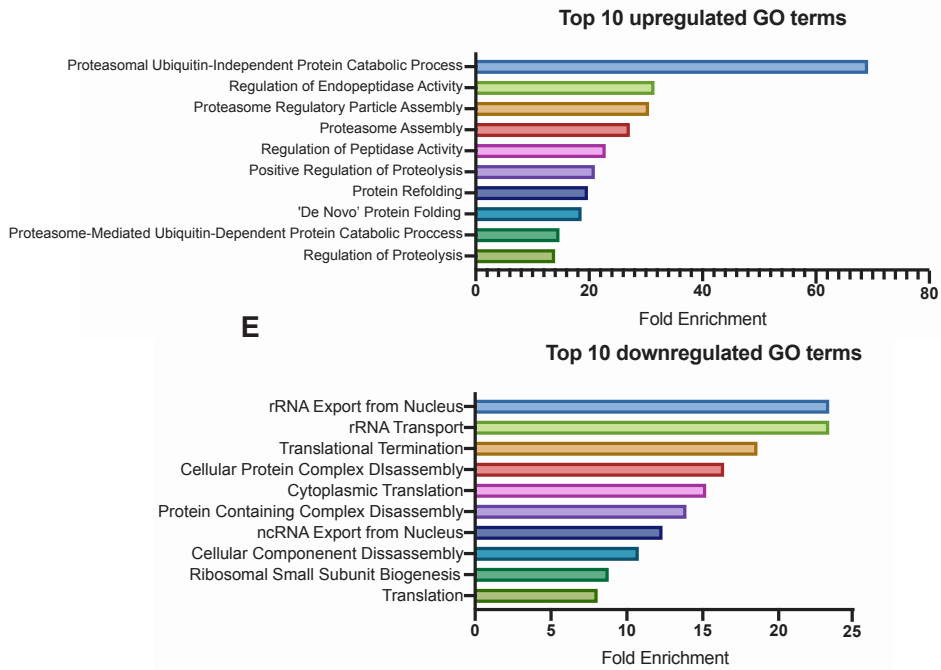 Top 10 upregulated GO terms
Proteasomal Ubiquitin-Independent Protein Catabolic Process
Regulation of Endopeptidase Activity
Proteasome Regulatory Particle Assembly
Proteasome Assembly
Regulation of Peptidase Activity
Positive Regulation of Proteolysis
Protein Refolding
'De Novo’ Protein Folding
Proteasome-Mediated Ubiquitin-Dependent Protein Catabolic Proccess
Regulation of Proteolysis
0 20 40 60 80
Fold Enrichment
E
Top 10 downregulated GO terms
rRNA Export from Nucleus
rRNA Transport
Translational Termination
Cellular Protein Complex DIsassembly
Cytoplasmic Translation
Protein Containing Complex Disassembly
ncRNA Export from Nucleus
Cellular Componenent Dissassembly
Ribosomal Small Subunit Biogenesis
Translation
0 5 10 15 20 25
Fold Enrichment